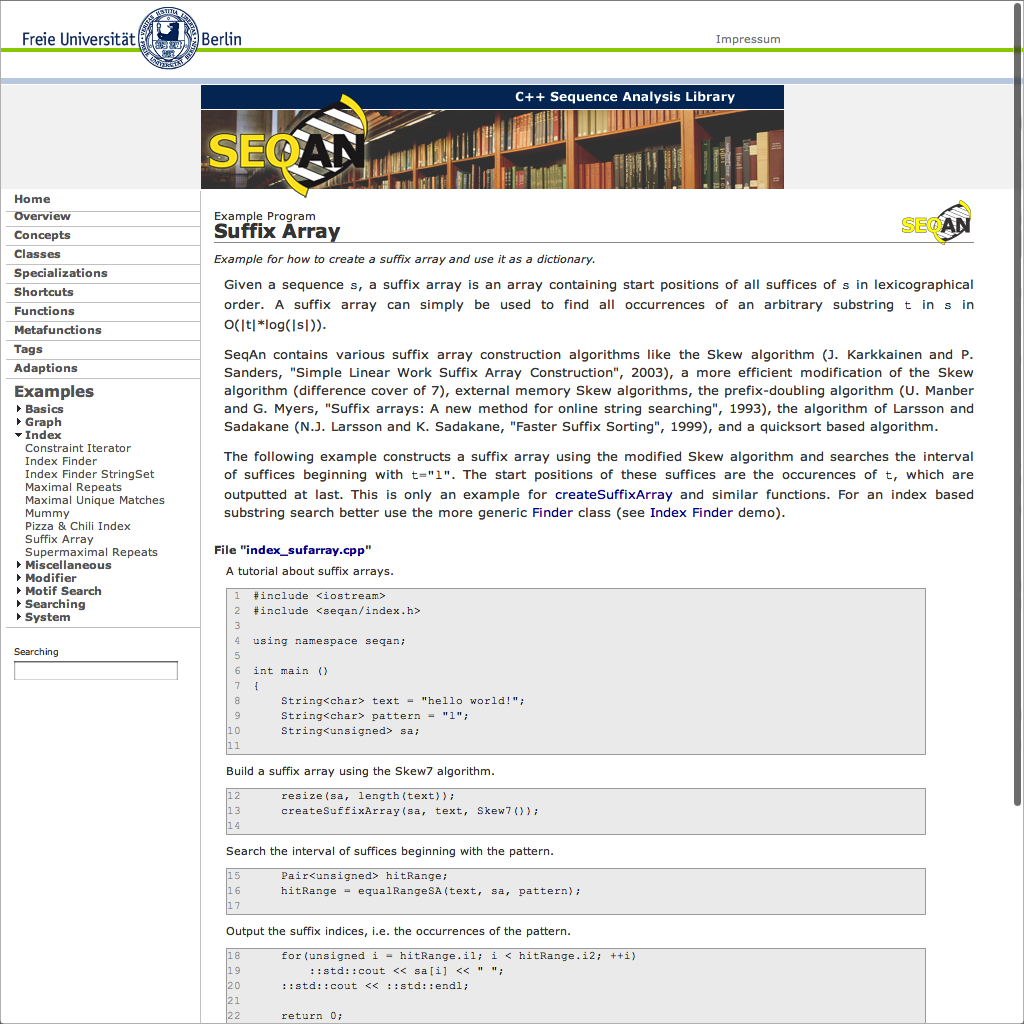 Freie Universität Berlin
Impressum
C++ Sequence Analysis Library
SEQAN
Home
Overview
Concepts
Classes
Specializations
Shortcuts
Functions
Metafunctions
Tags
Adaptions
Examples
Basics
Graph
Index
Constraint Iterator
Index Finder
Index Finder StringSet
Maximal Repeats
Maximal Unique Matches
Mummy
Pizza & Chili Index
Suffix Array
Supermaximal Repeats
Miscellaneous
Modifier
Motif Search
Searching
System
Searching
Example Program
Suffix Array
SEQAN
Example for how to create a suffix array and use it as a dictionary.
Given a sequence s, a suffix array is an array containing start positions of all suffices of s in lexicographical
order. A suffix array can simply be used to find all occurrences of an arbitrary substring t in s in
O(|t|*log(|s|)).
SeqAn contains various suffix array construction algorithms like the Skew algorithm (J. Karkkainen and P.
Sanders, "Simple Linear Work Suffix Array Construction", 2003), a more efficient modification of the Skew
algorithm (difference cover of 7), external memory Skew algorithms, the prefix-doubling algorithm (U. Manber
and G. Myers, "Suffix arrays: A new method for online string searching", 1993), the algorithm of Larsson and
Sadakane (N.J. Larsson and K. Sadakane, "Faster Suffix Sorting", 1999), and a quicksort based algorithm.
The following example constructs a suffix array using the modified Skew algorithm and searches the interval
of suffices beginning with t="l". The start positions of these suffices are the occurences of t, which are
outputted at last. This is only an example for createSuffixArray and similar functions. For an index based
substring search better use the more generic Finder class (see Index Finder demo).
File "index_sufarray.cpp"
A tutorial about suffix arrays.
1 #include <iostream>
2 #include <seqan/index.h>
3
4 using namespace seqan;
5
6 int main ()
7 {
8 String<char> text = "hello world!";
9 String<char> pattern = "l";
10 String<unsigned> sa;
11
Build a suffix array using the Skew7 algorithm.
12 resize(sa, length(text));
13 createSuffixArray(sa, text, Skew7());
14
Search the interval of suffices beginning with the pattern.
15 Pair<unsigned> hitRange;
16 hitRange = equalRangeSA(text, sa, pattern);
17
Output the suffix indices, i.e. the occurrences of the pattern.
18 for(unsigned i = hitRange.i1; i < hitRange.i2; ++i)
19 ::std::cout << sa[i] << " ";
20 ::std::cout << ::std::endl;
21
22 return 0;